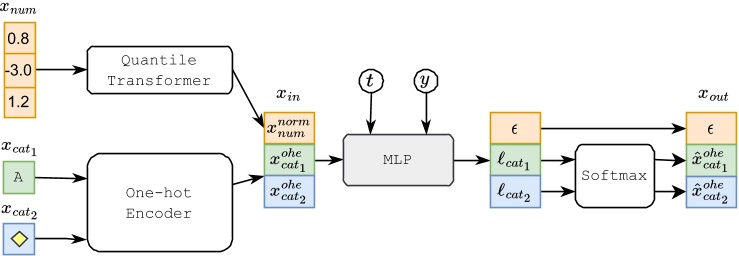 x_num
0.8
-3.0
1.2
Quantile
Transformer
x_cat_1
A
x_cat_2
One-hot
Encoder
x_in
x_num^norm
x_cat_1^ohe
x_cat_2^ohe
t
y
MLP
ϵ
ℓ_cat_1
ℓ_cat_2
Softmax
x_out
ϵ
x̂_cat_1^ohe
x̂_cat_2^ohe